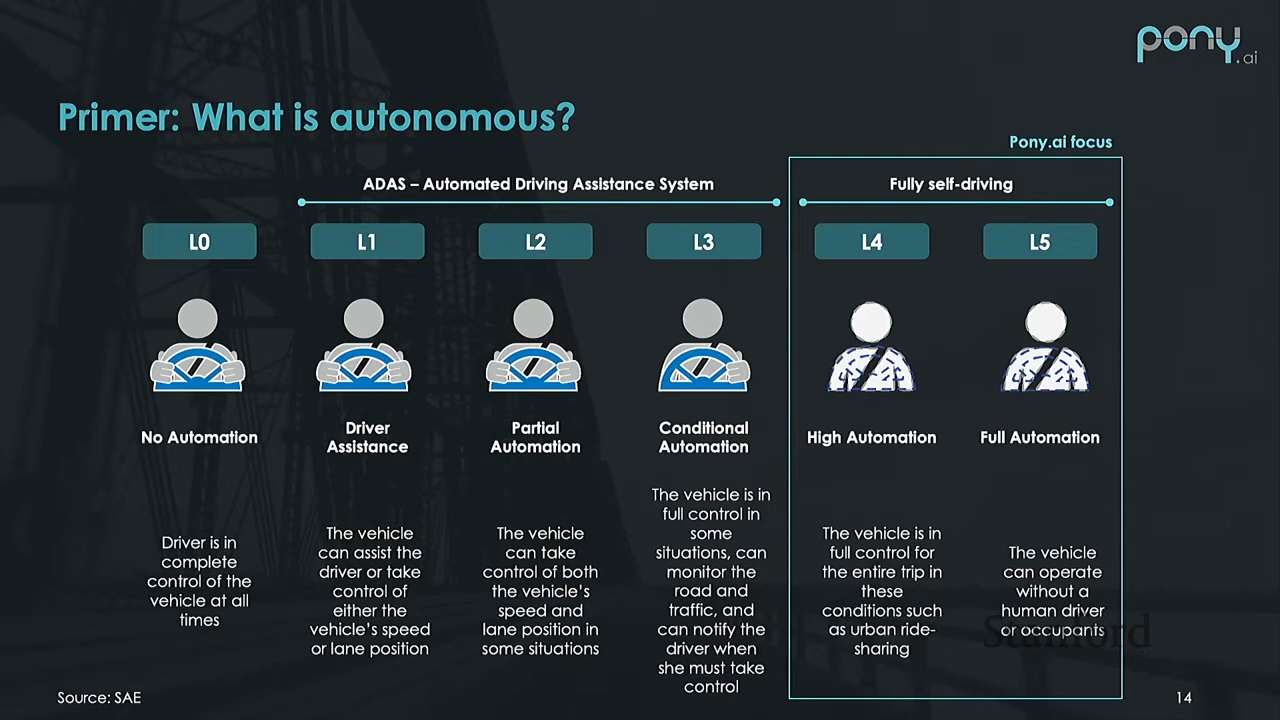 pony.ai
Primer: What is autonomous?
Pony.ai focus
ADAS – Automated Driving Assistance System
Fully self-driving
L0
L1
L2
L3
L4
L5
No Automation
Driver
Assistance
Partial
Automation
Conditional
Automation
High Automation
Full Automation
Driver is in
complete
control of the
vehicle at all
times
The vehicle
can assist the
driver or take
control of
either the
vehicle's speed
or lane position
The vehicle
can take
control of both
the vehicle's
speed and
lane position in
some situations
The vehicle is in
full control in
some
situations, can
monitor the
road and
traffic, and
can notify the
driver when
she must take
control
The vehicle is in
full control for
the entire trip in
these
conditions such
as urban ride-
sharing
The vehicle
can operate
without a
human driver
or occupants
Stanford
Source: SAE
14